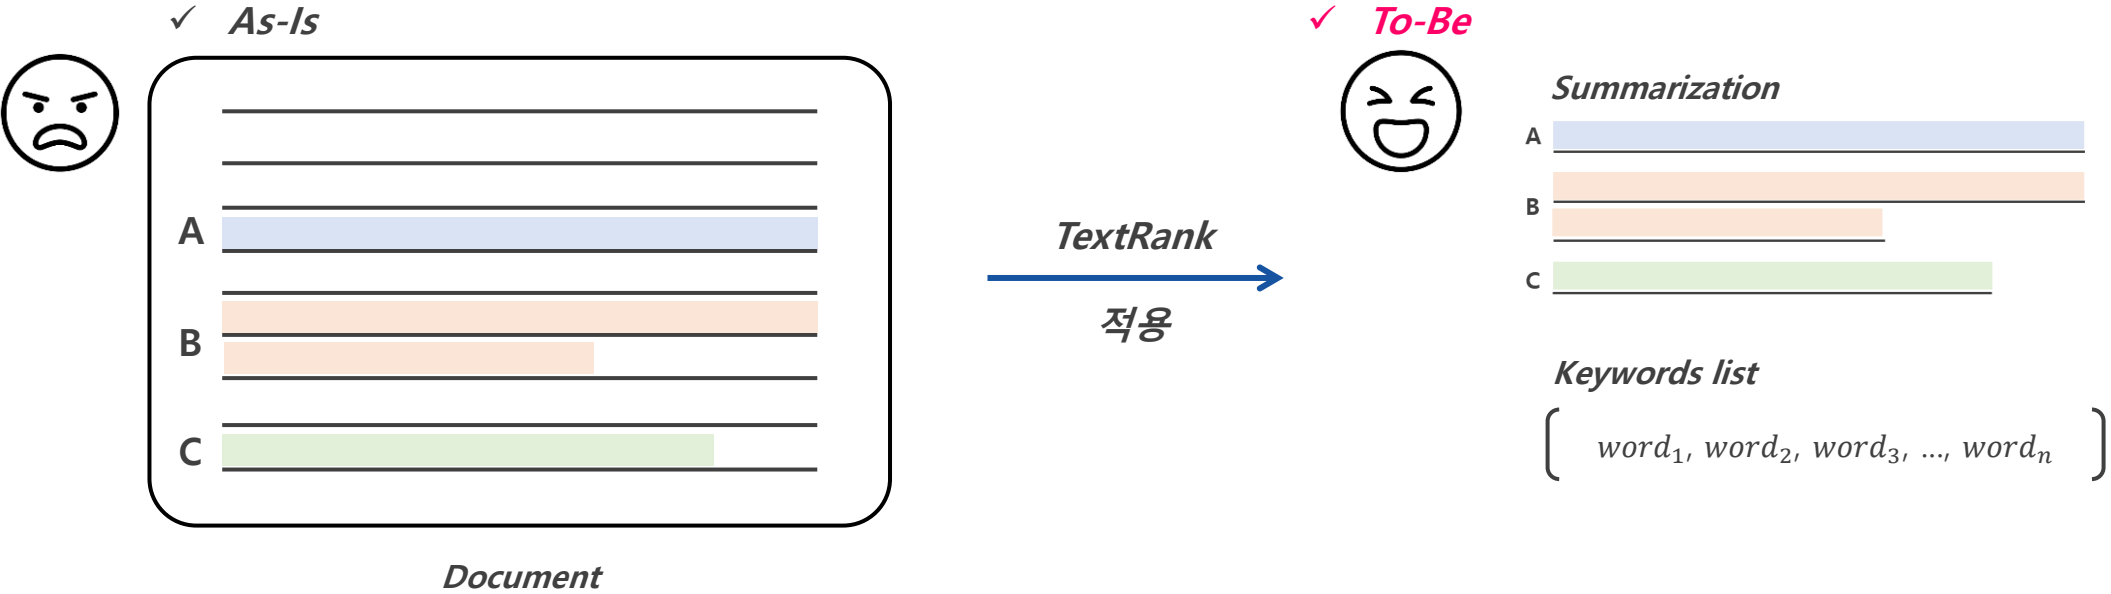 ✓ As-Is
A
B
C
Document
TextRank
적용
✓ To-Be
Summarization
A
B
C
Keywords list
word₁, word₂, word₃, ..., wordₙ